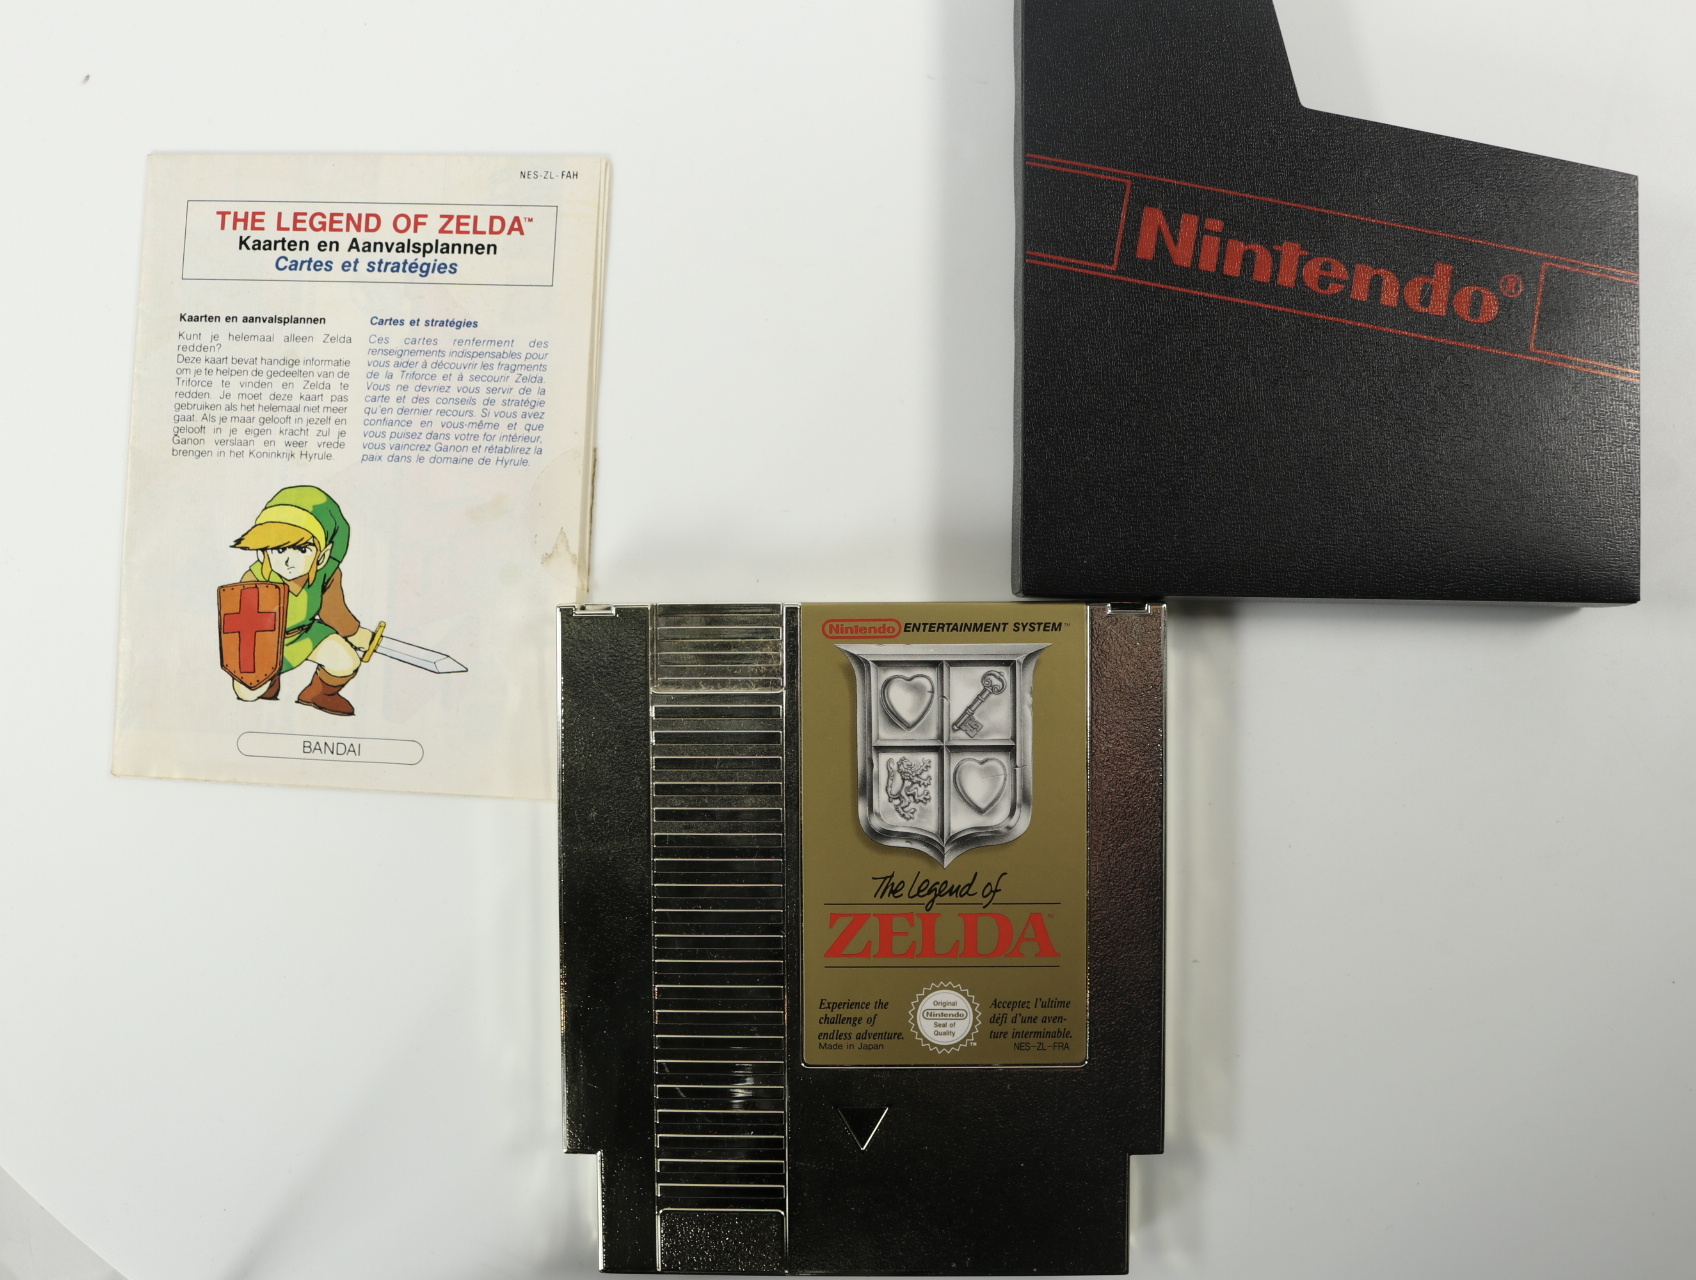 NES-ZL-FAH
THE LEGEND OF ZELDA™
Kaarten en Aanvalsplannen
Cartes et stratégies
Kaarten en aanvalsplannen
Kunt je helemaal alleen Zelda
redden?
Deze kaart bevat handige informatie
om je te helpen de gedeelten van de
Triforce te vinden en Zelda te
redden. Je moet deze kaart pas
gebruiken als het helemaal niet meer
gaat. Als je maar gelooft in jezelf en
gelooft in je eigen kracht zul je
Ganon verslaan en weer vrede
brengen in het Koninkrijk Hyrule.
Cartes et stratégies
Ces cartes renferment des
renseignements indispensables pour
vous aider à découvrir les fragments
de la Triforce et à secourir Zelda.
Vous ne devriez vous servir de la
carte et des conseils de stratégie
qu'en dernier recours. Si vous avez
confiance en vous-même et que
vous puisez dans votre for intérieur,
vous vaincrez Ganon et rétablirez la
paix dans le domaine de Hyrule.
BANDAI
Nintendo®
Nintendo ENTERTAINMENT SYSTEM™
The Legend of
ZELDA™
Experience the
challenge of
endless adventure.
Made in Japan
Original
Nintendo
Seal of
Quality
™
Acceptez l'ultime
défi d'une aven-
ture interminable.
NES-ZL-FRA